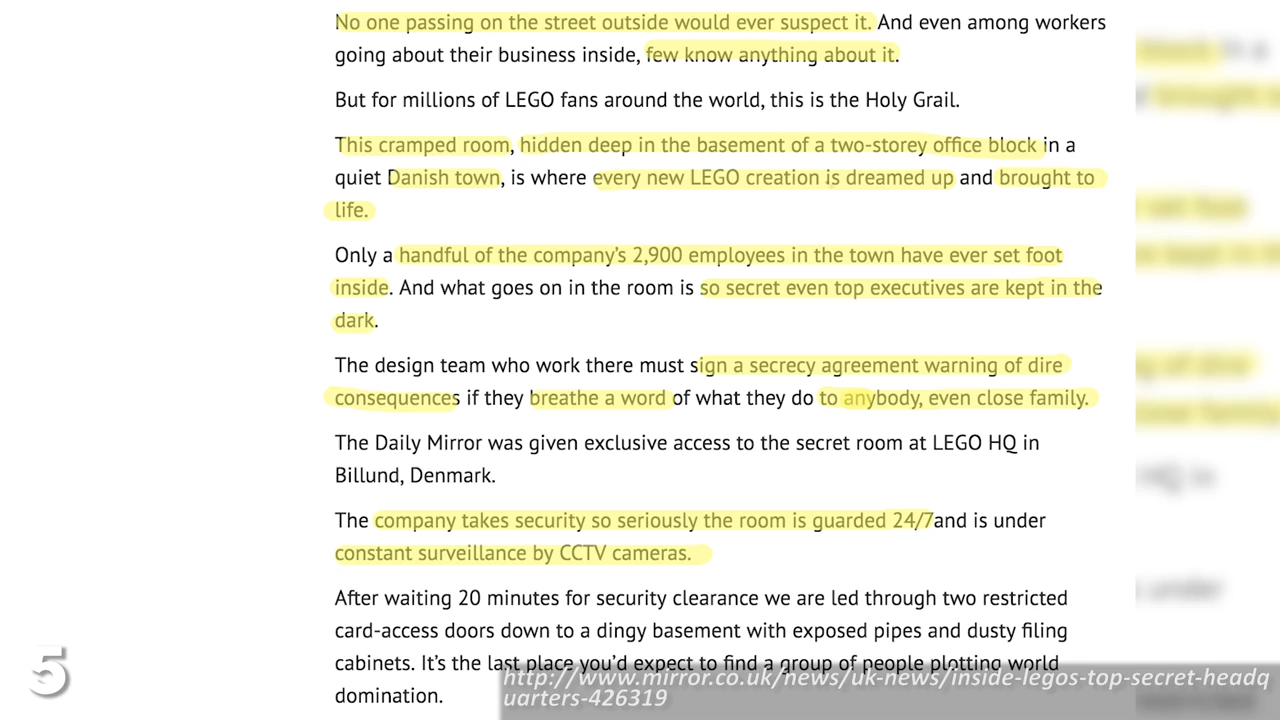 No one passing on the street outside would ever suspect it. And even among workers
going about their business inside, few know anything about it.
But for millions of LEGO fans around the world, this is the Holy Grail.
This cramped room, hidden deep in the basement of a two-storey office block in a
quiet Danish town, is where every new LEGO creation is dreamed up and brought to
life.
Only a handful of the company's 2,900 employees in the town have ever set foot
inside. And what goes on in the room is so secret even top executives are kept in the
dark.
The design team who work there must sign a secrecy agreement warning of dire
consequences if they breathe a word of what they do to anybody, even close family.
The Daily Mirror was given exclusive access to the secret room at LEGO HQ in
Billund, Denmark.
The company takes security so seriously the room is guarded 24/7and is under
constant surveillance by CCTV cameras.
After waiting 20 minutes for security clearance we are led through two restricted
card-access doors down to a dingy basement with exposed pipes and dusty filing
cabinets. It's the last place you'd expect to find a group of people plotting world
domination.
5
http://www.mirror.co.uk/news/uk-news/inside-legos-top-secret-headq
uarters-426319